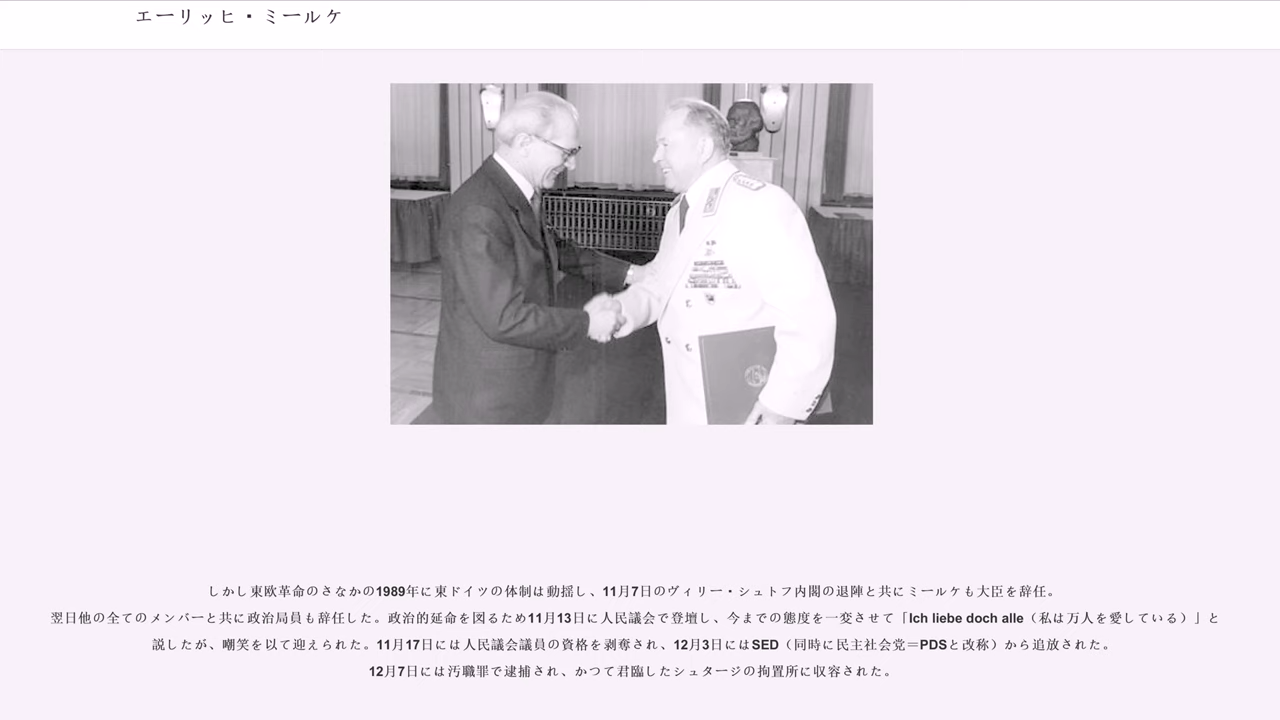 エーリッヒ・ミールケ
しかし東欧革命のさなかの1989年に東ドイツの体制は動揺し、11月7日のヴィリー・シュトフ内閣の退陣と共にミールケも大臣を辞任。
翌日他の全てのメンバーと共に政治局員も辞任した。政治的延命を図るため11月13日に人民議会で登壇し、今までの態度を一変させて「Ich liebe doch alle（私は万人を愛している）」と
説したが、嘲笑を以て迎えられた。11月17日には人民議会議員の資格を剥奪され、12月3日にはSED（同時に民主社会党＝PDSと改称）から追放された。
12月7日には汚職罪で逮捕され、かつて君臨したシュタージの拘置所に収容された。